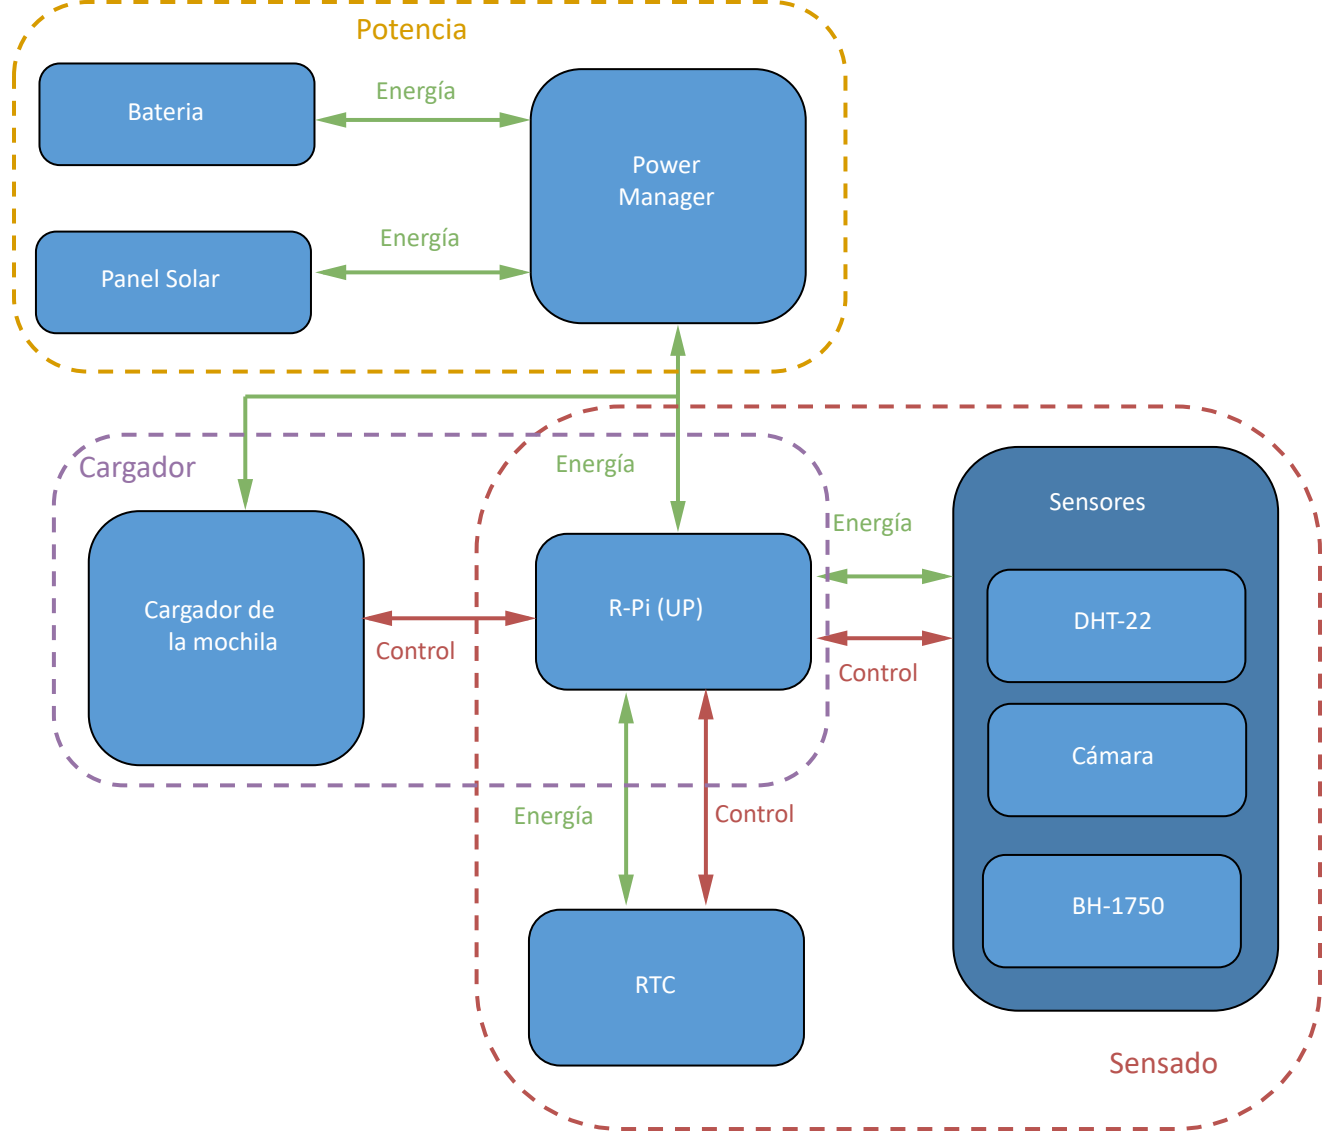 Potencia
Energía
Bateria
Power
Manager
Energía
Panel Solar
Energía
Cargador
Sensores
Energía
Cargador de
la mochila
R-Pi (UP)
DHT-22
Control
Control
Cámara
Energía
Control
BH-1750
RTC
Sensado